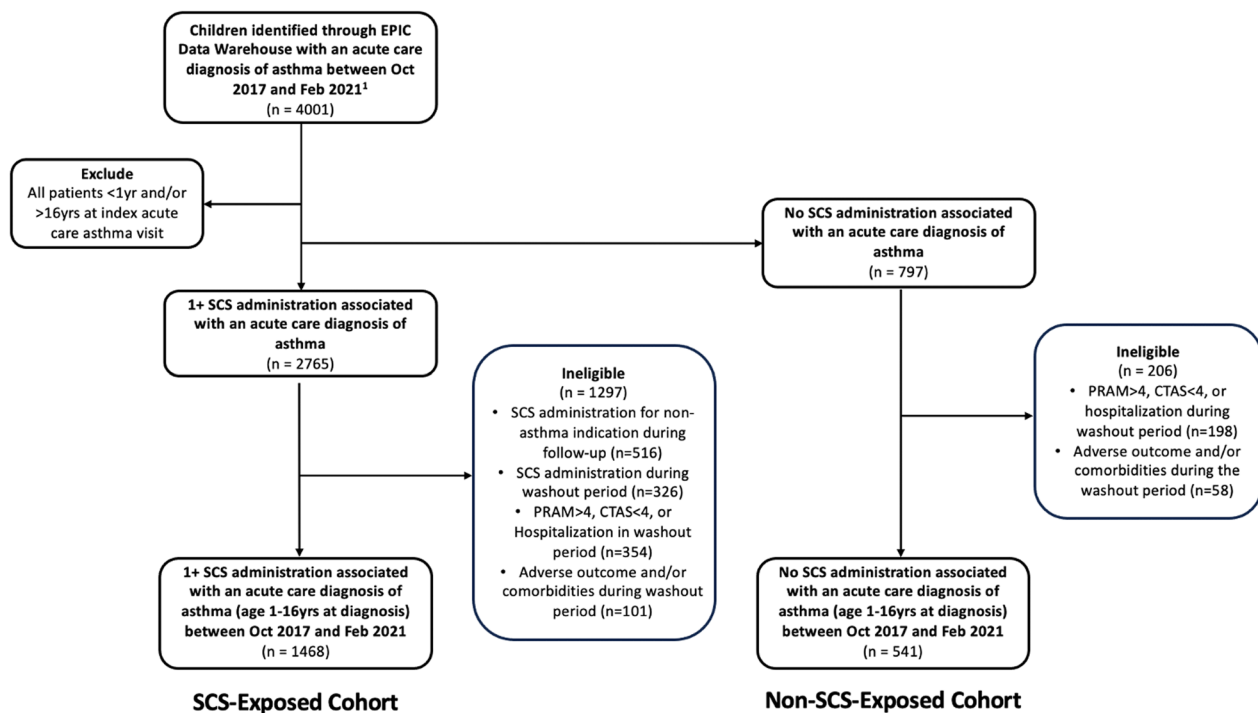 Children identified through EPIC
Data Warehouse with an acute care
diagnosis of asthma between Oct
2017 and Feb 2021¹
(n = 4001)
Exclude
All patients <1yr and/or
>16yrs at index acute
care asthma visit
No SCS administration associated
with an acute care diagnosis of
asthma
(n = 797)
1+ SCS administration associated
with an acute care diagnosis of
asthma
(n = 2765)
Ineligible
(n = 1297)
• SCS administration for non-
asthma indication during
follow-up (n=516)
• SCS administration during
washout period (n=326)
• PRAM>4, CTAS<4, or
Hospitalization in washout
period (n=354)
• Adverse outcome and/or
comorbidities during washout
period (n=101)
Ineligible
(n = 206)
• PRAM>4, CTAS<4, or
hospitalization during
washout period (n=198)
• Adverse outcome and/or
comorbidities during the
washout period (n=58)
1+ SCS administration associated
with an acute care diagnosis of
asthma (age 1-16yrs at diagnosis)
between Oct 2017 and Feb 2021
(n = 1468)
No SCS administration associated
with an acute care diagnosis of
asthma (age 1-16yrs at diagnosis)
between Oct 2017 and Feb 2021
(n = 541)
SCS-Exposed Cohort
Non-SCS-Exposed Cohort